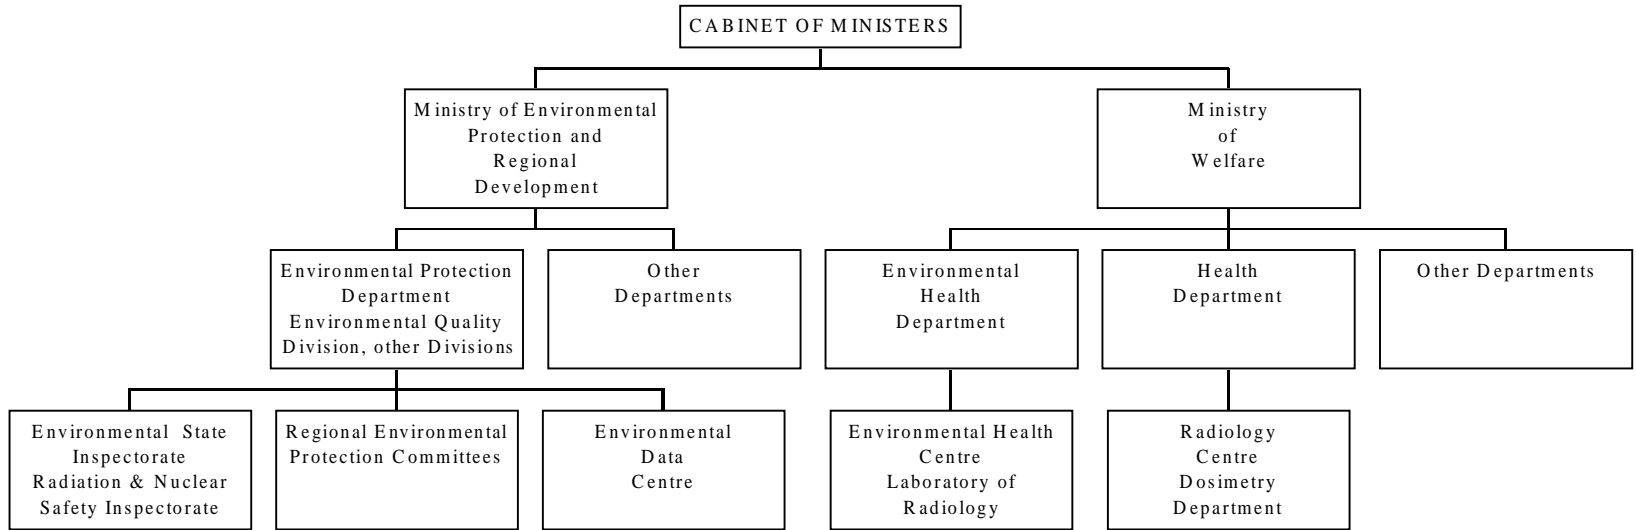 CABINET OF MINISTERS
Ministry of Environmental
Protection and
Regional
Development
Ministry
of
Welfare
Environmental Protection
Department
Environmental Quality
Division, other Divisions
Other
Departments
Environmental
Health
Department
Health
Department
Other Departments
Environmental State
Inspectorate
Radiation & Nuclear
Safety Inspectorate
Regional Environmental
Protection Committees
Environmental
Data
Centre
Environmental Health
Centre
Laboratory of
Radiology
Radiology
Centre
Dosimetry
Department